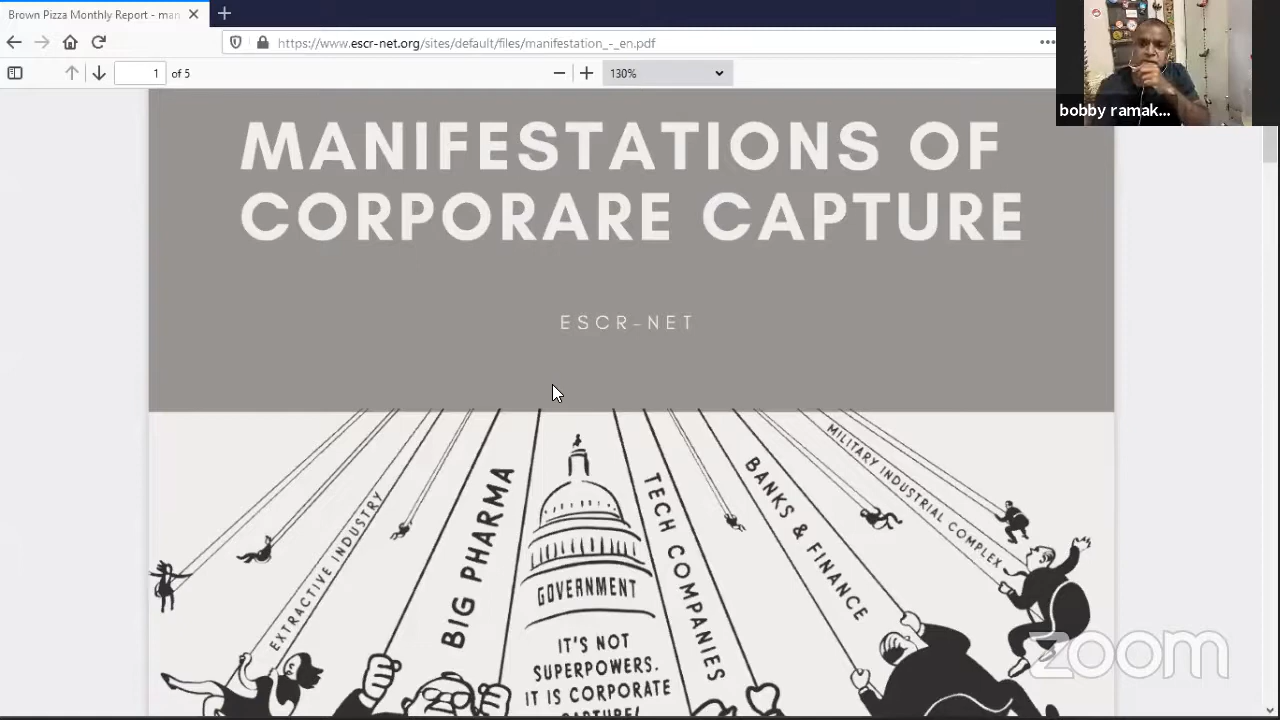 Brown Pizza Monthly Report - man
https://www.escr-net.org/sites/default/files/manifestation_-_en.pdf
1 of 5
130%
bobby ramak...
MANIFESTATIONS OF
CORPORARE CAPTURE
ESCR-NET
EXTRACTIVE INDUSTRY
BIG PHARMA
GOVERNMENT
IT'S NOT
SUPERPOWERS.
IT IS CORPORATE
CAPTURE!
TECH COMPANIES
BANKS & FINANCE
MILITARY INDUSTRIAL COMPLEX
zoom